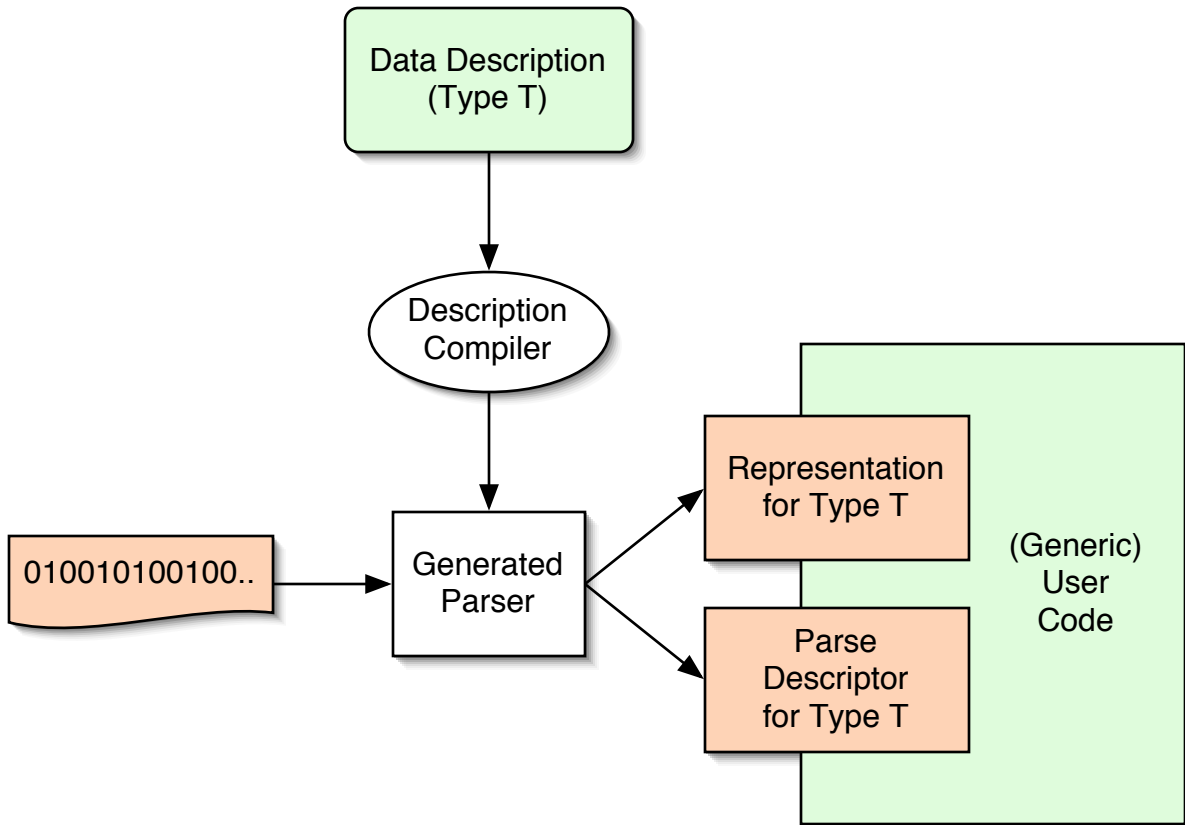 Data Description
(Type T)
Description
Compiler
Representation
for Type T
010010100100..
Generated
Parser
(Generic)
User
Code
Parse
Descriptor
for Type T